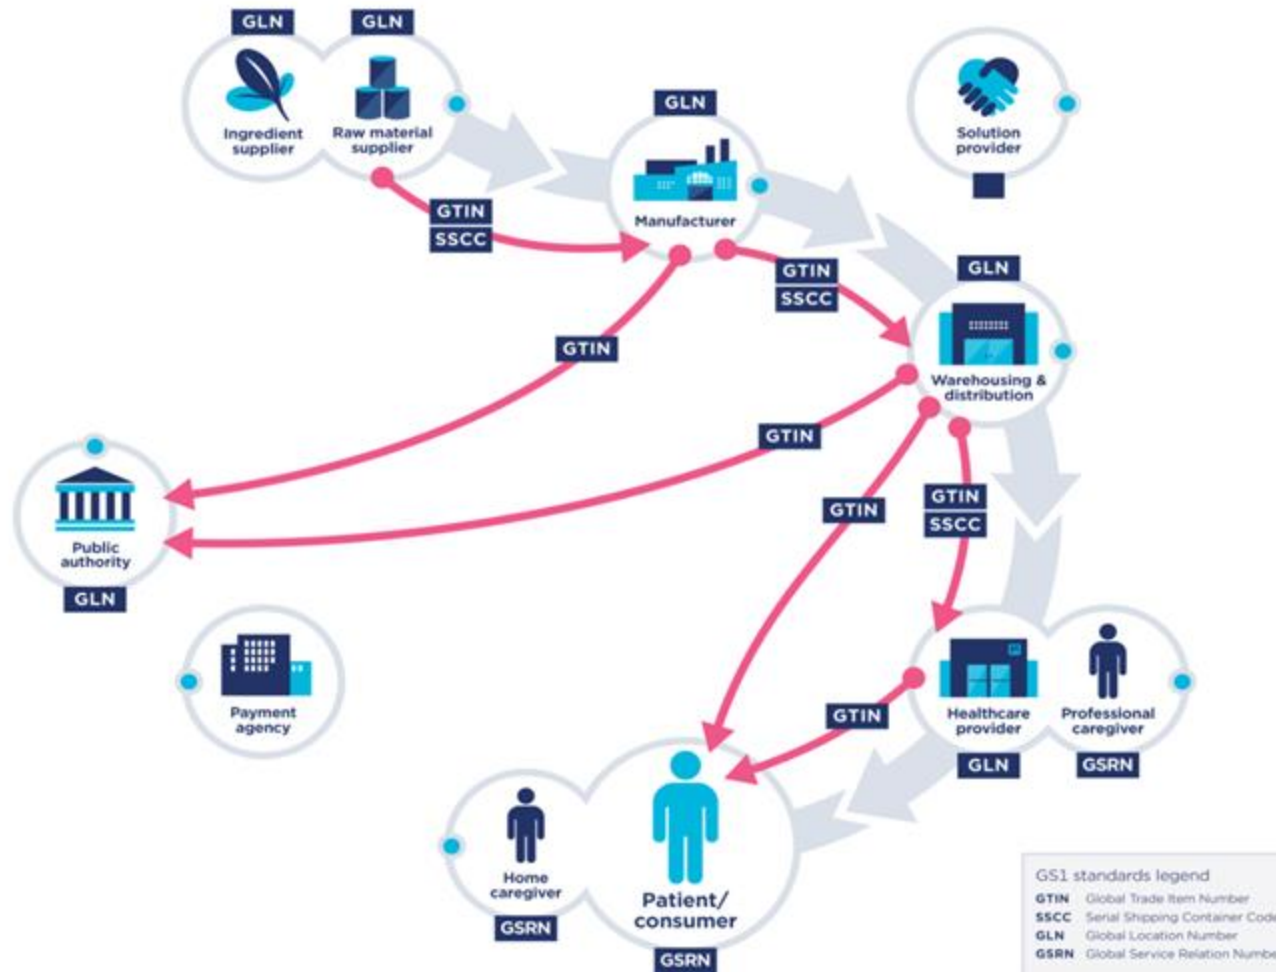 GLN
GLN
Ingredient
supplier
Raw material
supplier
GLN
Manufacturer
Solution
provider
GTIN
SSCC
GTIN
SSCC
GLN
Warehousing &
distribution
GTIN
GTIN
GTIN
GTIN
SSCC
Public
authority
GLN
Payment
agency
GTIN
Healthcare
provider
GLN
Professional
caregiver
GSRN
Home
caregiver
GSRN
Patient/
consumer
GSRN
GS1 standards legend
GTIN Global Trade Item Number
SSCC Serial Shipping Container Code
GLN Global Location Number
GSRN Global Service Relation Numbe